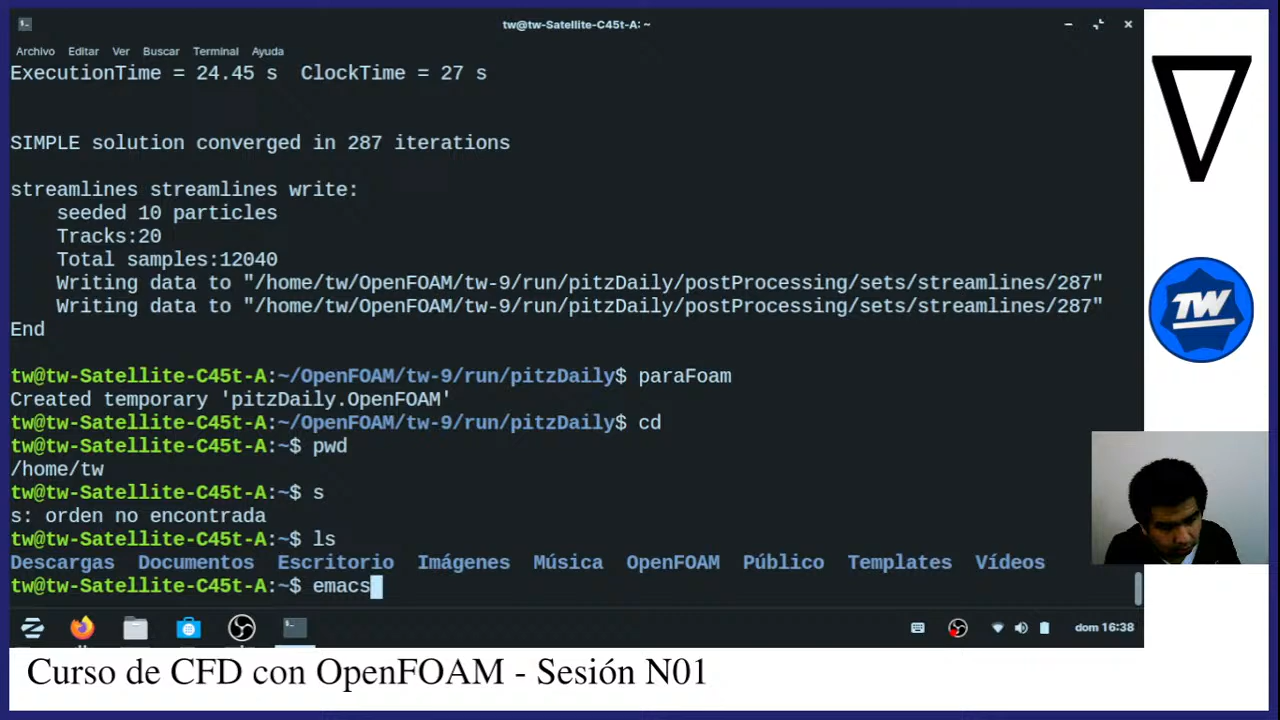 tw@tw-Satellite-C45t-A: ~
Archivo Editar Ver Buscar Terminal Ayuda
ExecutionTime = 24.45 s  ClockTime = 27 s
SIMPLE solution converged in 287 iterations
streamlines streamlines write:
    seeded 10 particles
    Tracks:20
    Total samples:12040
    Writing data to "/home/tw/OpenFOAM/tw-9/run/pitzDaily/postProcessing/sets/streamlines/287"
    Writing data to "/home/tw/OpenFOAM/tw-9/run/pitzDaily/postProcessing/sets/streamlines/287"
End
tw@tw-Satellite-C45t-A:~/OpenFOAM/tw-9/run/pitzDaily$ paraFoam
Created temporary 'pitzDaily.OpenFOAM'
tw@tw-Satellite-C45t-A:~/OpenFOAM/tw-9/run/pitzDaily$ cd
tw@tw-Satellite-C45t-A:~$ pwd
/home/tw
tw@tw-Satellite-C45t-A:~$ s
s: orden no encontrada
tw@tw-Satellite-C45t-A:~$ ls
Descargas  Documentos  Escritorio  Imágenes  Música  OpenFOAM  Público  Templates  Vídeos
tw@tw-Satellite-C45t-A:~$ emacs
dom 16:38
TW
Curso de CFD con OpenFOAM - Sesión N01